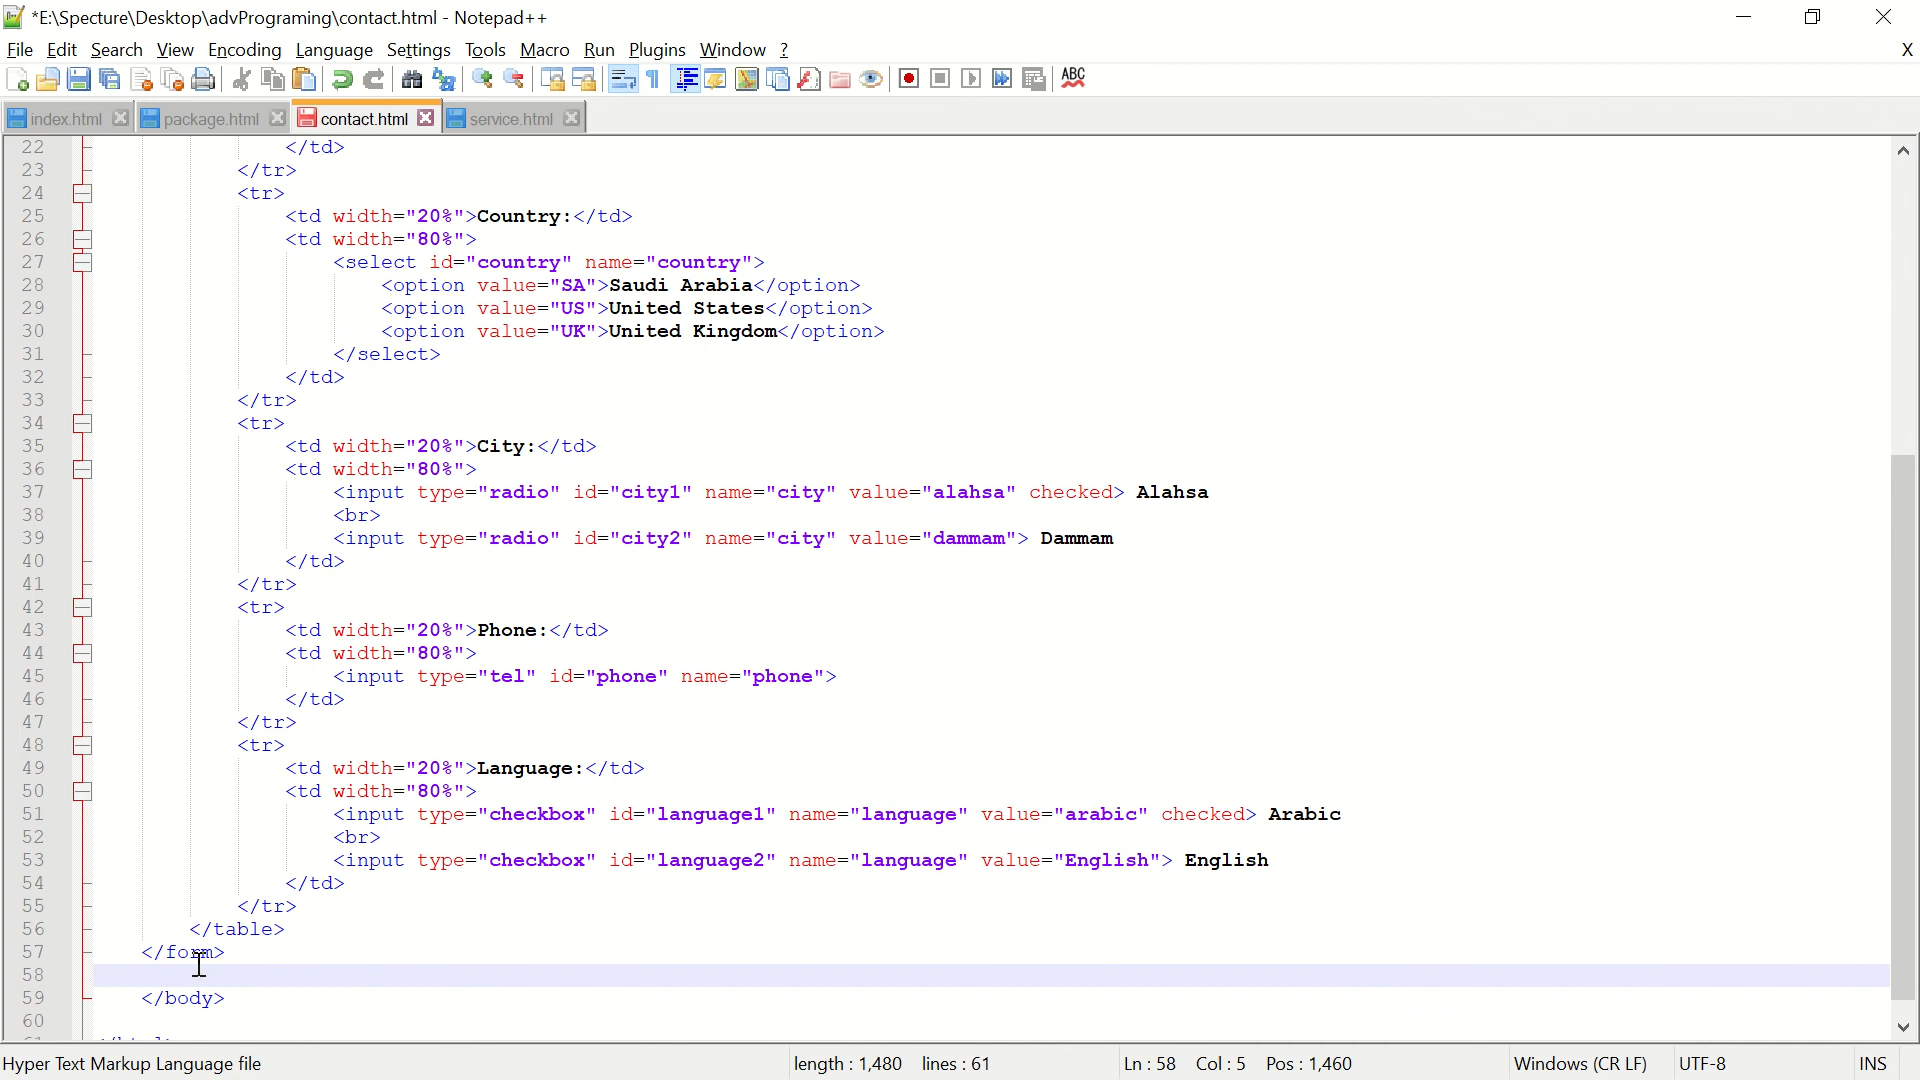 *E:\Specture\Desktop\advPrograming\contact.html - Notepad++
File Edit Search View Encoding Language Settings Tools Macro Run Plugins Window ? X
ABC
index.html package.html contact.html service.html
22 </td>
23 </tr>
24 <tr>
25 <td width="20%">Country:</td>
26 <td width="80%">
27 <select id="country" name="country">
28 <option value="SA">Saudi Arabia</option>
29 <option value="US">United States</option>
30 <option value="UK">United Kingdom</option>
31 </select>
32 </td>
33 </tr>
34 <tr>
35 <td width="20%">City:</td>
36 <td width="80%">
37 <input type="radio" id="city1" name="city" value="alahsa" checked> Alahsa
38 <br>
39 <input type="radio" id="city2" name="city" value="dammam"> Dammam
40 </td>
41 </tr>
42 <tr>
43 <td width="20%">Phone:</td>
44 <td width="80%">
45 <input type="tel" id="phone" name="phone">
46 </td>
47 </tr>
48 <tr>
49 <td width="20%">Language:</td>
50 <td width="80%">
51 <input type="checkbox" id="language1" name="language" value="arabic" checked> Arabic
52 <br>
53 <input type="checkbox" id="language2" name="language" value="English"> English
54 </td>
55 </tr>
56 </table>
57 </form>
58
59 </body>
60
Hyper Text Markup Language file length : 1,480 lines : 61 Ln : 58 Col : 5 Pos : 1,460 Windows (CR LF) UTF-8 INS